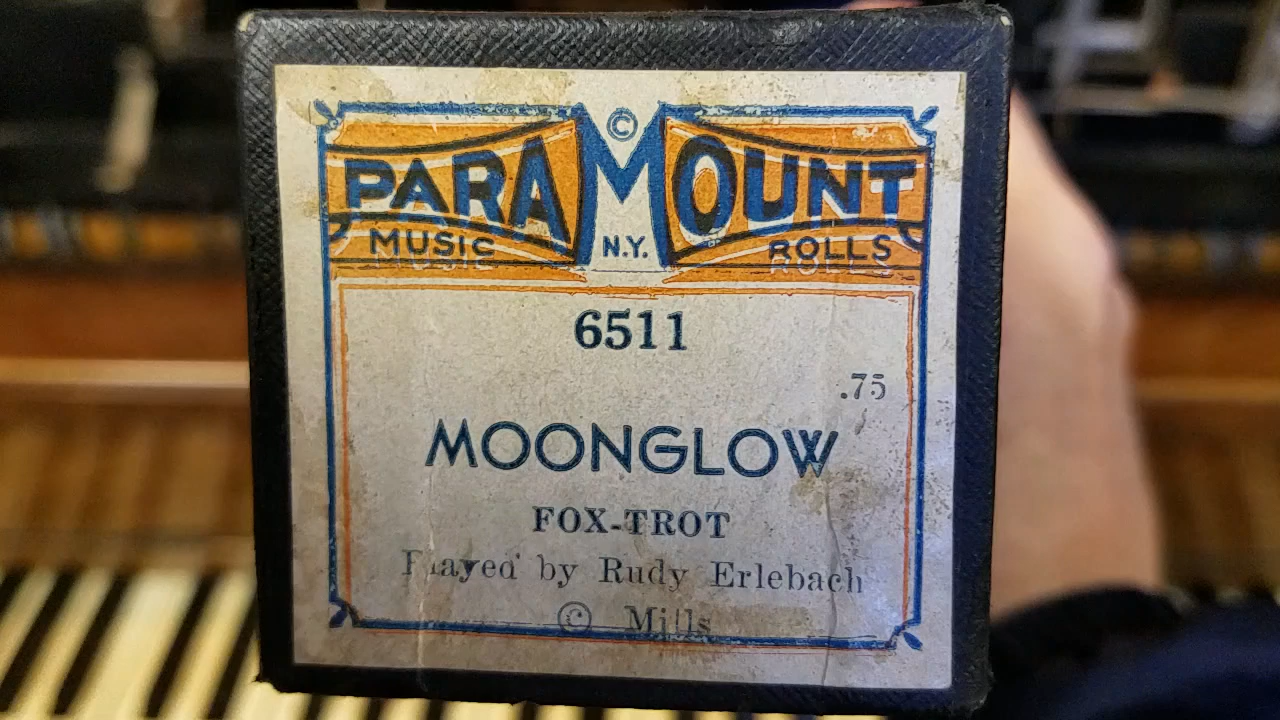 ©
PARAMOUNT
MUSIC N.Y. ROLLS
6511
.75
MOONGLOW
FOX-TROT
Played by Rudy Erlebach
© Mills